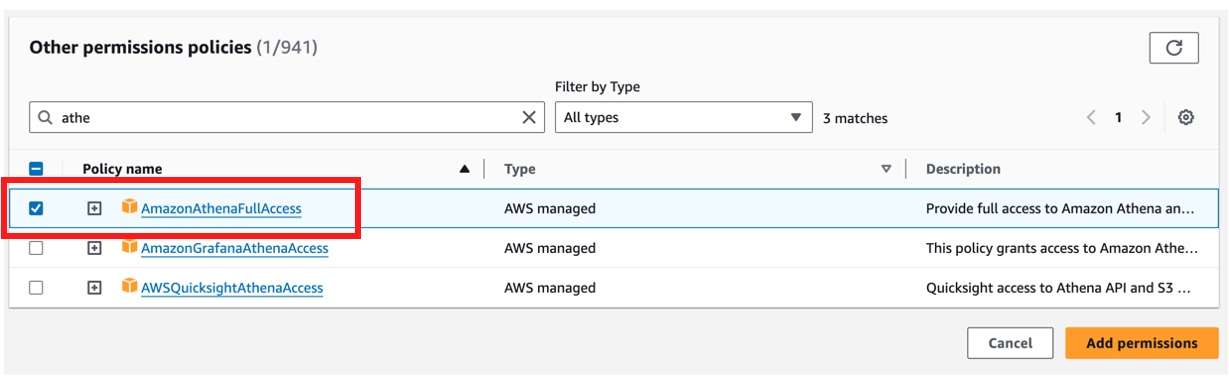 Other permissions policies (1/941)
Filter by Type
athe All types 3 matches 1
Policy name Type Description
AmazonAthenaFullAccess AWS managed Provide full access to Amazon Athena an...
AmazonGrafanaAthenaAccess AWS managed This policy grants access to Amazon Athe...
AWSQuicksightAthenaAccess AWS managed Quicksight access to Athena API and S3 ...
Cancel Add permissions